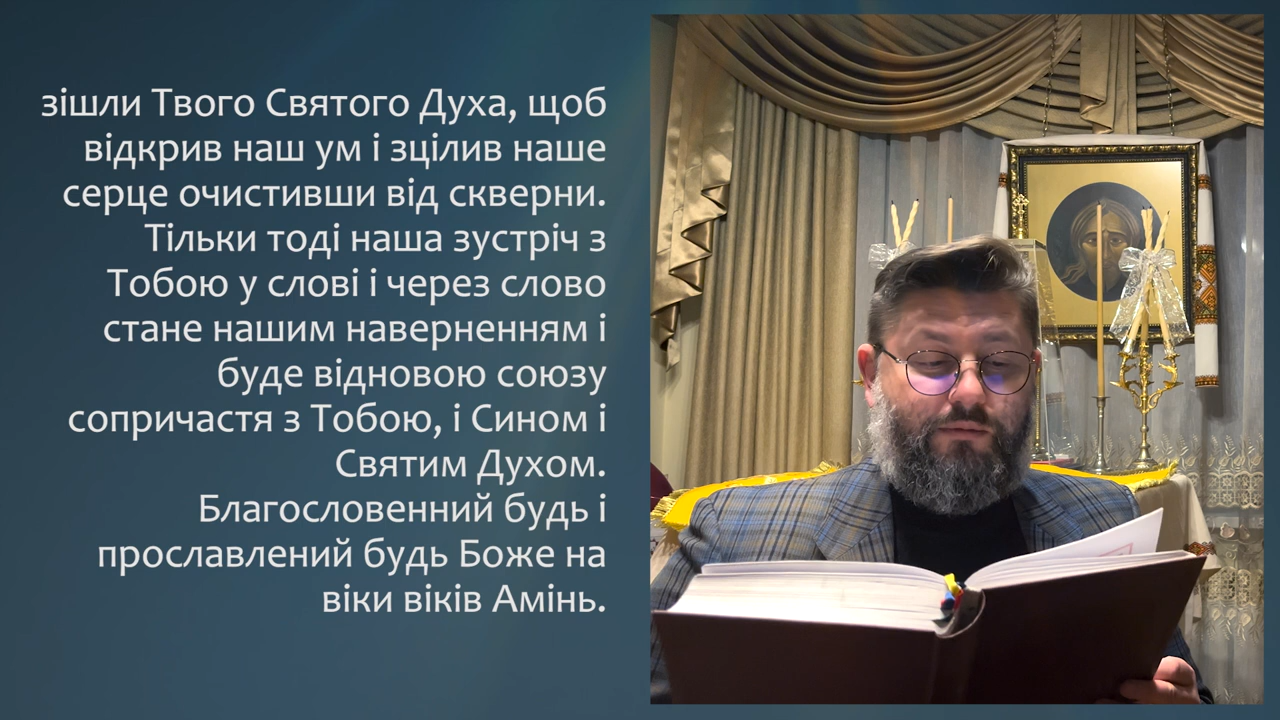 зішли Твого Святого Духа, щоб
відкрив наш ум і зцілив наше
серце очистивши від скверни.
Тільки тоді наша зустріч з
Тобою у слові і через слово
стане нашим наверненням і
буде відновою союзу
сопричастя з Тобою, і Сином і
Святим Духом.
Благословенний будь і
прославлений будь Боже на
віки віків Амінь.